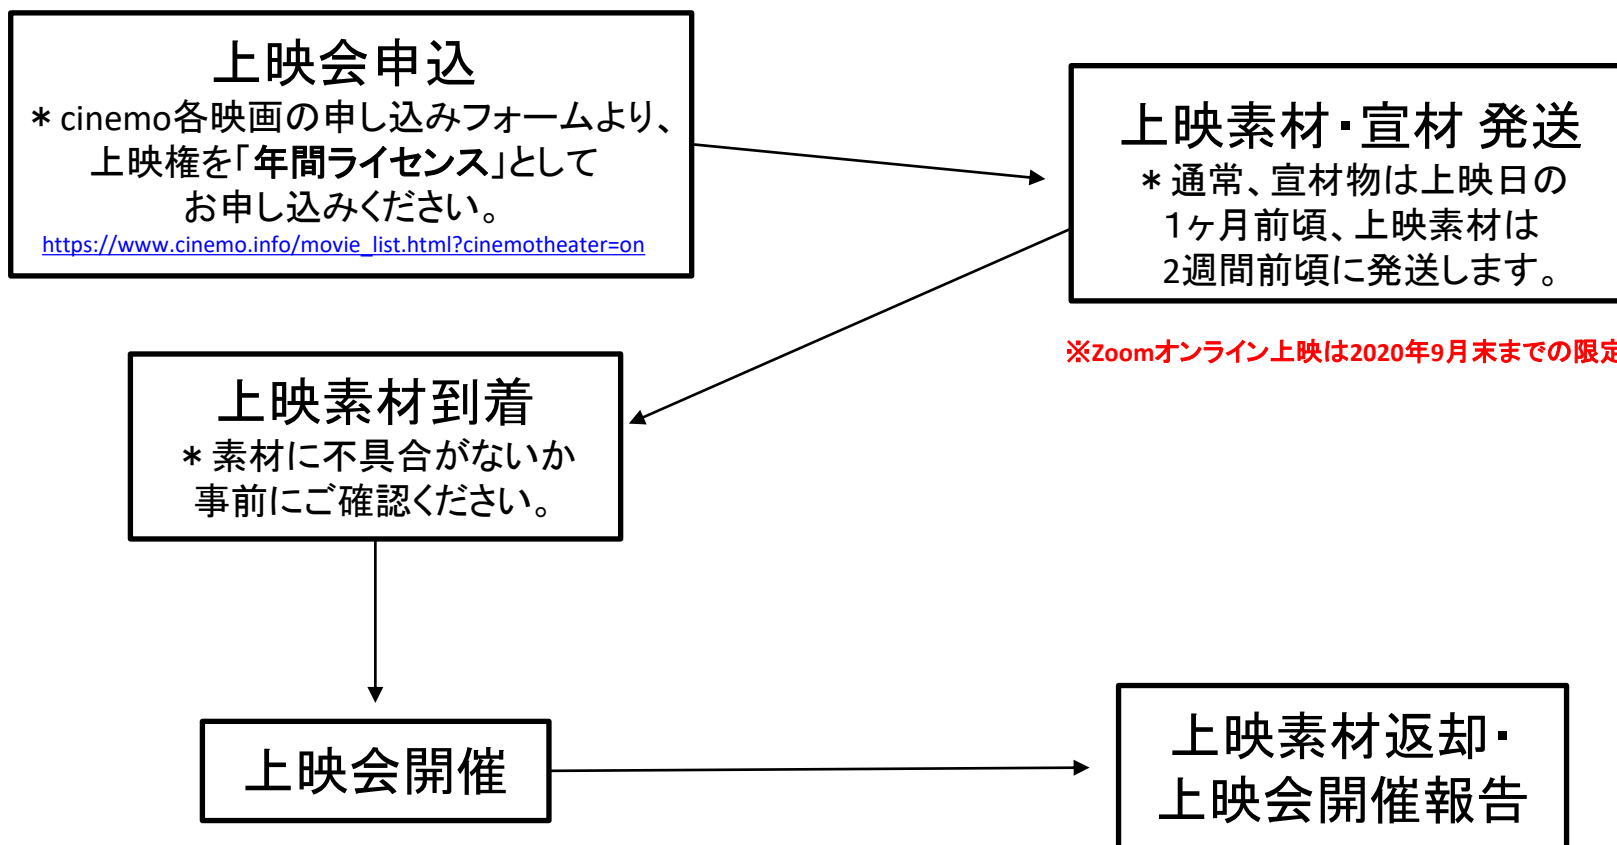 上映会申込
＊cinemo各映画の申し込みフォームより、
上映権を「年間ライセンス」として
お申し込みください。
https://www.cinemo.info/movie_list.html?cinemotheater=on
上映素材・宣材 発送
＊通常、宣材物は上映日の
1ヶ月前頃、上映素材は
2週間前頃に発送します。
※Zoomオンライン上映は2020年9月末までの限定
上映素材到着
＊素材に不具合がないか
事前にご確認ください。
上映会開催
上映素材返却・
上映会開催報告